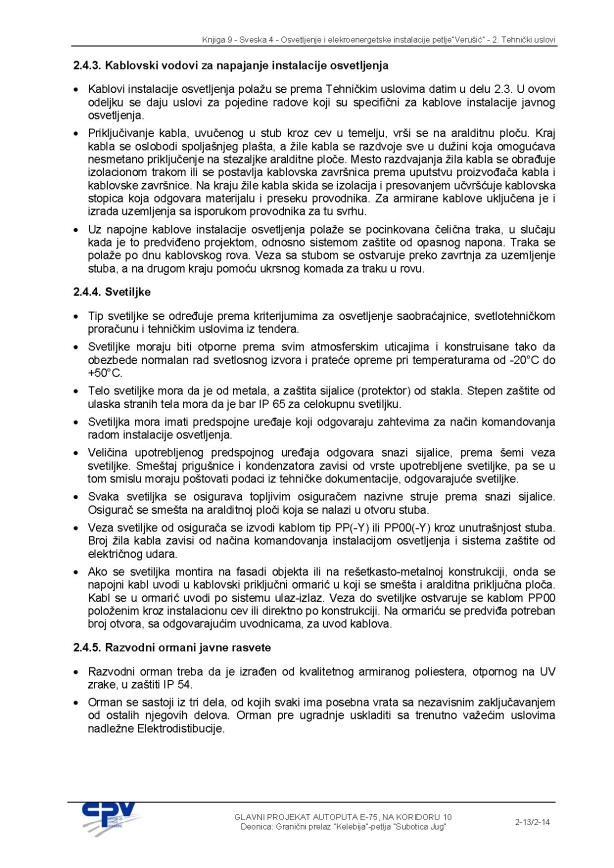 Knjiga 9 - Sveska 4 - Osvetljenje i elekroenergetske instalacije petlje"Verušić" - 2. Tehnički uslovi
2.4.3. Kablovski vodovi za napajanje instalacije osvetljenja
• Kablovi instalacije osvetljenja polažu se prema Tehničkim uslovima datim u delu 2.3. U ovom
odeljku se daju uslovi za pojedine radove koji su specifični za kablove instalacije javnog
osvetljenja.
• Priključivanje kabla, uvučenog u stub kroz cev u temelju, vrši se na aralditnu ploču. Kraj
kabla se oslobodi spoljašnjeg plašta, a žile kabla se razdvoje sve u dužini koja omogućava
nesmetano priključenje na stezaljke aralditne ploče. Mesto razdvajanja žila kabla se obrađuje
izolacionom trakom ili se postavlja kablovska završnica prema uputstvu proizvođača kabla i
kablovske završnice. Na kraju žile kabla skida se izolacija i presovanjem učvršćuje kablovska
stopica koja odgovara materijalu i preseku provodnika. Za armirane kablove uključena je i
izrada uzemljenja sa isporukom provodnika za tu svrhu.
• Uz napojne kablove instalacije osvetljenja polaže se pocinkovana čelična traka, u slučaju
kada je to predviđeno projektom, odnosno sistemom zaštite od opasnog napona. Traka se
polaže po dnu kablovskog rova. Veza sa stubom se ostvaruje preko zavrtnja za uzemljenje
stuba, a na drugom kraju pomoću ukrsnog komada za traku u rovu.
2.4.4. Svetiljke
• Tip svetiljke se određuje prema kriterijumima za osvetljenje saobraćajnice, svetlotehničkom
proračunu i tehničkim uslovima iz tendera.
• Svetiljke moraju biti otporne prema svim atmosferskim uticajima i konstruisane tako da
obezbede normalan rad svetlosnog izvora i prateće opreme pri temperaturama od -20°C do
+50°C.
• Telo svetiljke mora da je od metala, a zaštita sijalice (protektor) od stakla. Stepen zaštite od
ulaska stranih tela mora da je bar IP 65 za celokupnu svetiljku.
• Svetiljka mora imati predspojne uređaje koji odgovaraju zahtevima za način komandovanja
radom instalacije osvetljenja.
• Veličina upotrebljenog predspojnog uređaja odgovara snazi sijalice, prema šemi veza
svetiljke. Smeštaj prigušnice i kondenzatora zavisi od vrste upotrebljene svetiljke, pa se u
tom smislu moraju poštovati podaci iz tehničke dokumentacije, odgovarajuće svetiljke.
• Svaka svetiljka se osigurava topljivim osiguračem nazivne struje prema snazi sijalice.
Osigurač se smešta na aralditnoj ploči koja se nalazi u otvoru stuba.
• Veza svetiljke od osigurača se izvodi kablom tip PP(-Y) ili PP00(-Y) kroz unutrašnjost stuba.
Broj žila kabla zavisi od načina komandovanja instalacijom osvetljenja i sistema zaštite od
električnog udara.
• Ako se svetiljka montira na fasadi objekta ili na rešetkasto-metalnoj konstrukciji, onda se
napojni kabl uvodi u kablovski priključni ormarić u koji se smešta i aralditna priključna ploča.
Kabl se u ormarić uvodi po sistemu ulaz-izlaz. Veza do svetiljke ostvaruje se kablom PP00
položenim kroz instalacionu cev ili direktno po konstrukciji. Na ormariću se predviđa potreban
broj otvora, sa odgovarajućim uvodnicama, za uvod kablova.
2.4.5. Razvodni ormani javne rasvete
• Razvodni orman treba da je izrađen od kvalitetnog armiranog poliestera, otpornog na UV
zrake, u zaštiti IP 54.
• Orman se sastoji iz tri dela, od kojih svaki ima posebna vrata sa nezavisnim zaključavanjem
od ostalih njegovih delova. Orman pre ugradnje uskladiti sa trenutno važećim uslovima
nadležne Elektrodistibucije.
CPV
GLAVNI PROJEKAT AUTOPUTA E-75, NA KORIDORU 10
Deonica: Granični prelaz "Kelebija"-petlja "Subotica Jug"
2-13/2-14